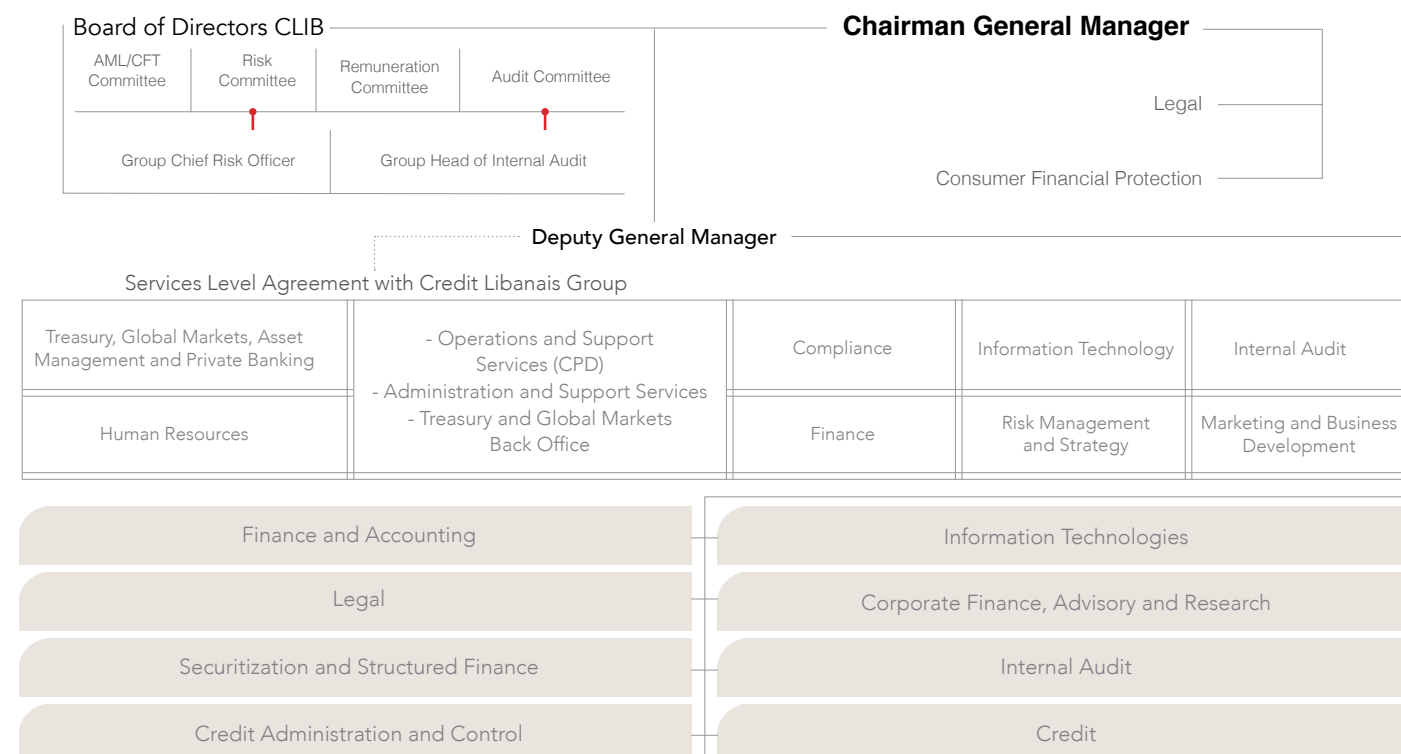 Board of Directors CLIB
Chairman General Manager
AML/CFT
Committee
Risk
Committee
Remuneration
Committee
Audit Committee
Legal
Group Chief Risk Officer
Group Head of Internal Audit
Consumer Financial Protection
Deputy General Manager
Services Level Agreement with Credit Libanais Group
Treasury, Global Markets, Asset
Management and Private Banking
- Operations and Support
Services (CPD)
- Administration and Support Services
- Treasury and Global Markets
Back Office
Compliance
Information Technology
Internal Audit
Human Resources
Finance
Risk Management
and Strategy
Marketing and Business
Development
Finance and Accounting
Information Technologies
Legal
Corporate Finance, Advisory and Research
Securitization and Structured Finance
Internal Audit
Credit Administration and Control
Credit